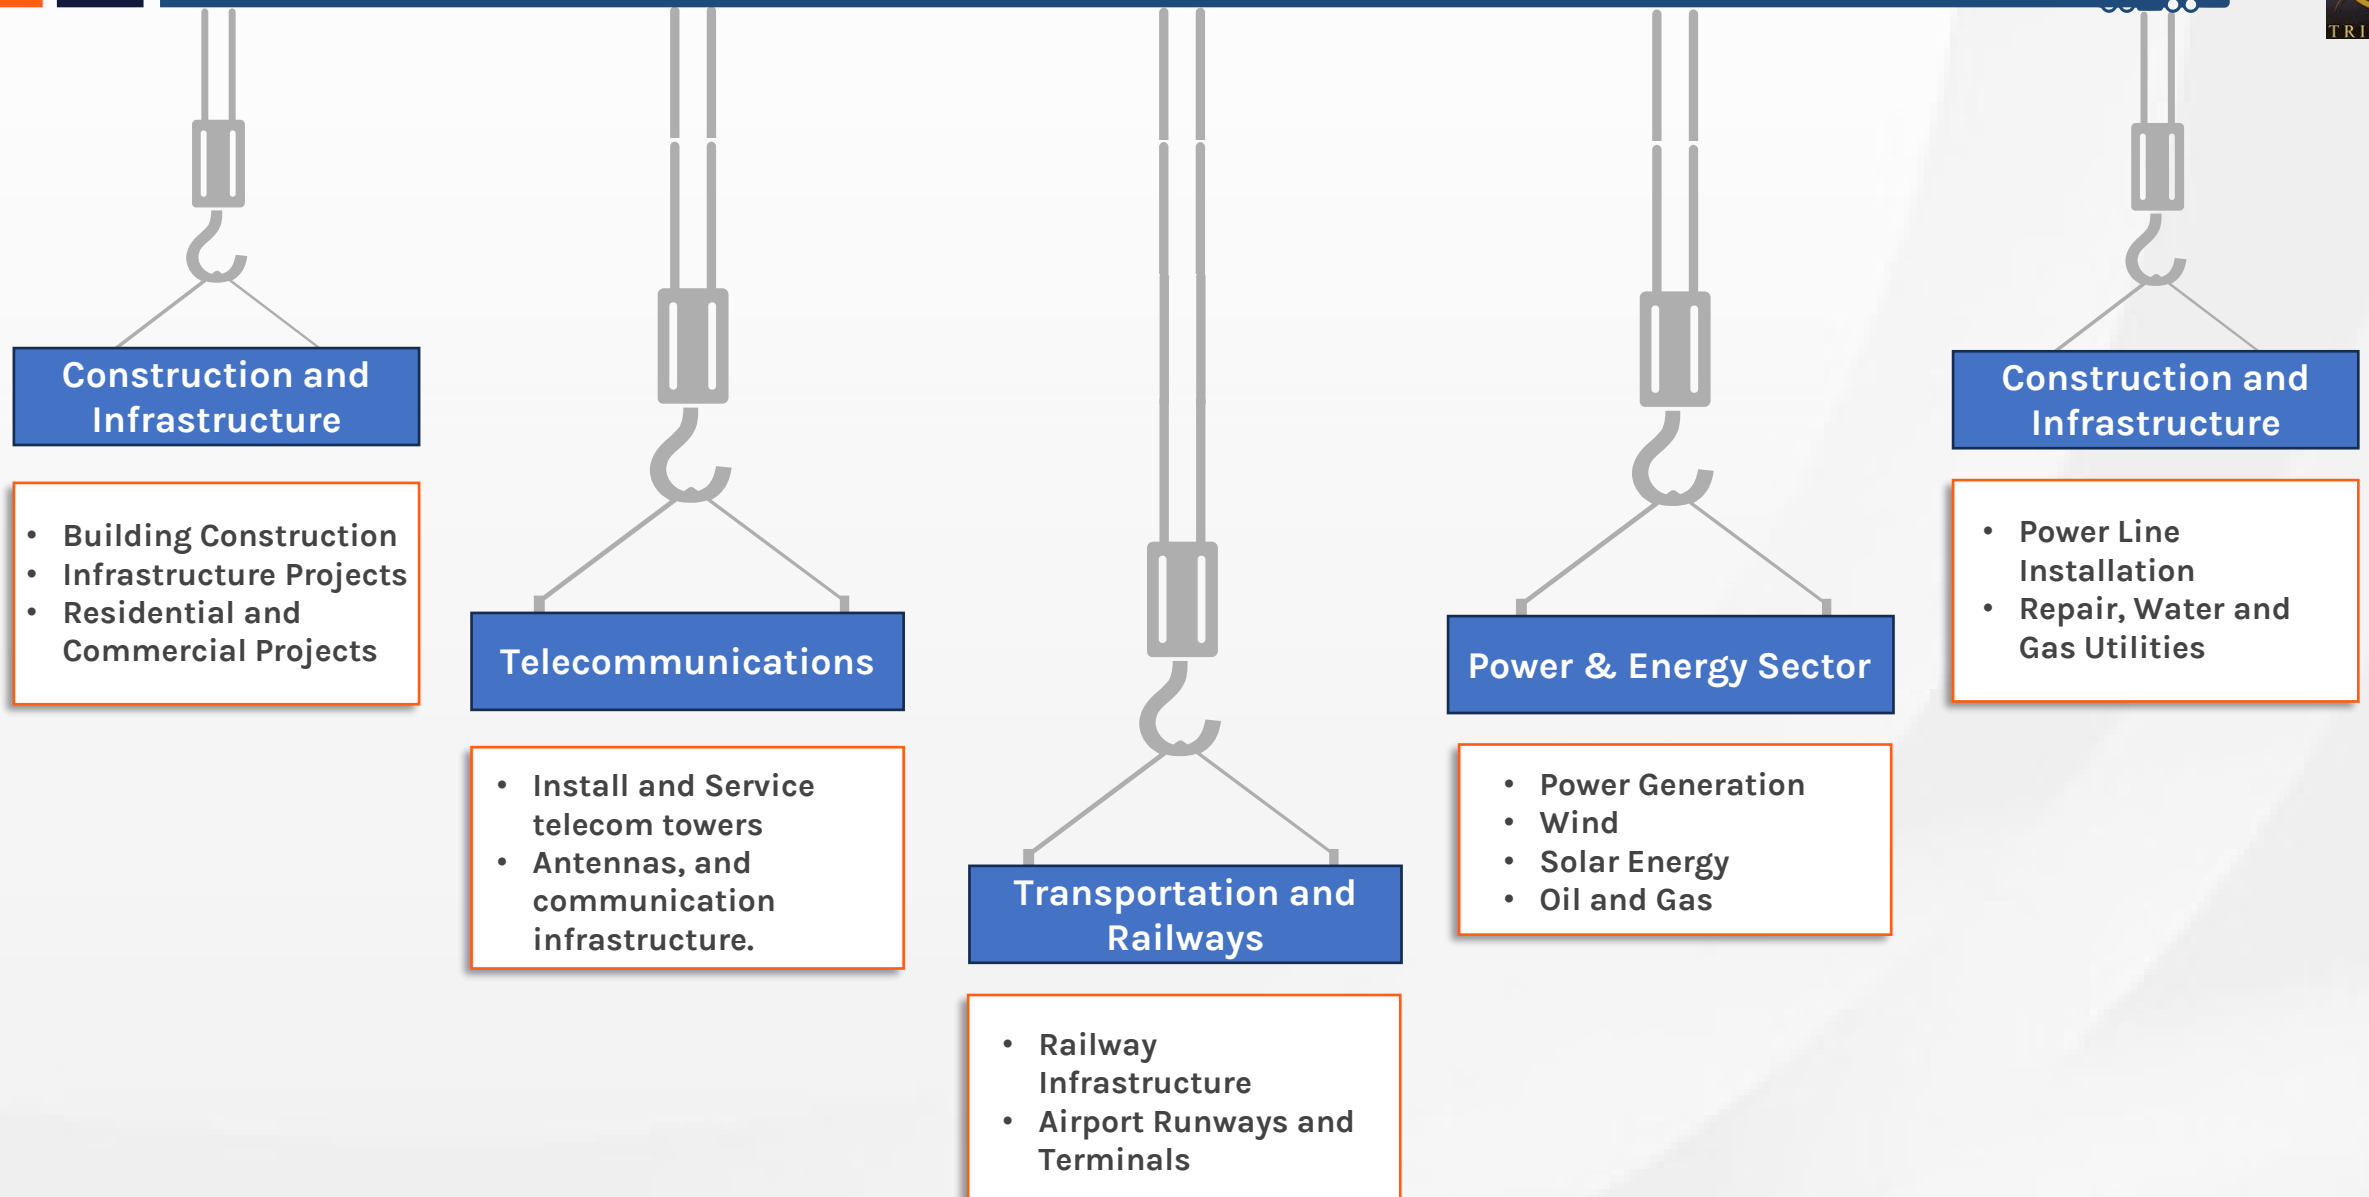 TRI
Construction and
Infrastructure
• Building Construction
• Infrastructure Projects
• Residential and
Commercial Projects
Telecommunications
• Install and Service
telecom towers
• Antennas, and
communication
infrastructure.
Transportation and
Railways
• Railway
Infrastructure
• Airport Runways and
Terminals
Power & Energy Sector
• Power Generation
• Wind
• Solar Energy
• Oil and Gas
Construction and
Infrastructure
• Power Line
Installation
• Repair, Water and
Gas Utilities